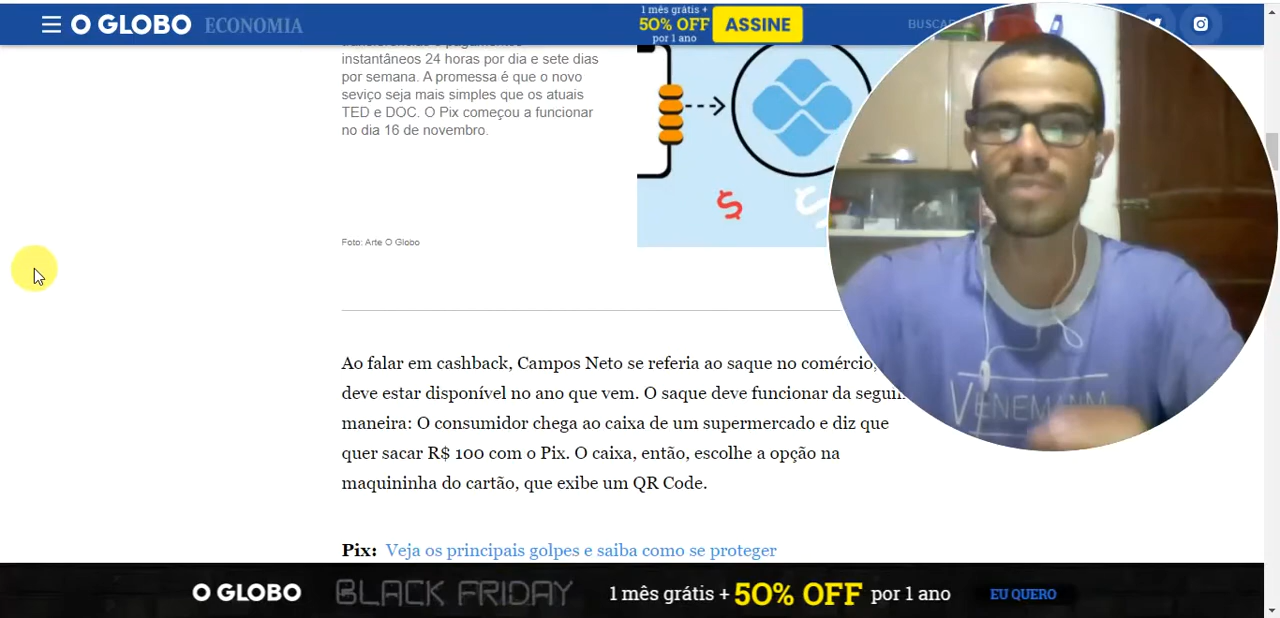 O GLOBO ECONOMIA
1 mês grátis +
50% OFF
por 1 ano
ASSINE
BUSCAR
instantâneos 24 horas por dia e sete dias
por semana. A promessa é que o novo
seviço seja mais simples que os atuais
TED e DOC. O Pix começou a funcionar
no dia 16 de novembro.
Foto: Arte O Globo
Ao falar em cashback, Campos Neto se referia ao saque no comércio,
deve estar disponível no ano que vem. O saque deve funcionar da
maneira: O consumidor chega ao caixa de um supermercado e diz que
quer sacar R$ 100 com o Pix. O caixa, então, escolhe a opção na
maquininha do cartão, que exibe um QR Code.
Pix: Veja os principais golpes e saiba como se proteger
O GLOBO BLACK FRIDAY 1 mês grátis + 50% OFF por 1 ano EU QUERO
VENEMANM